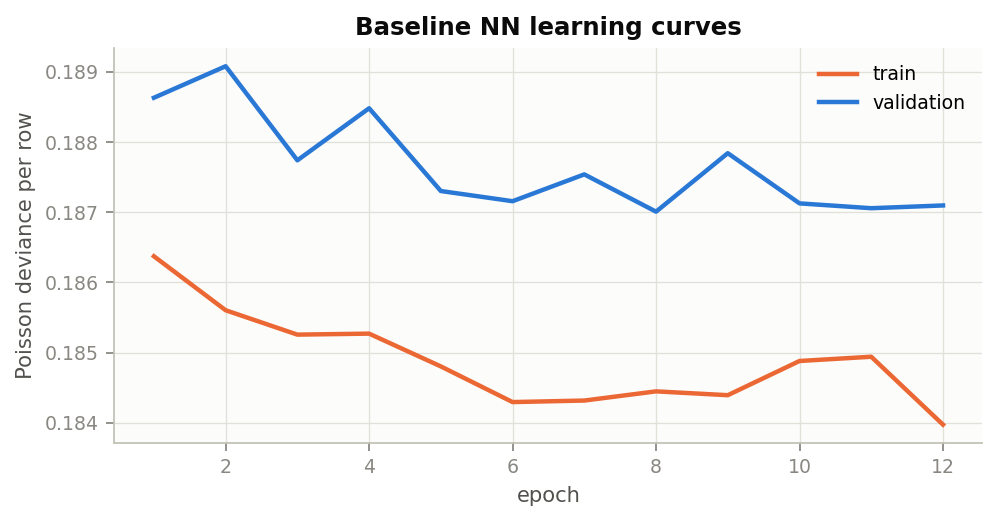 Baseline NN learning curves
train
validation
Poisson deviance per row
0.189
0.188
0.187
0.186
0.185
0.184
2 4 6 8 10 12
epoch